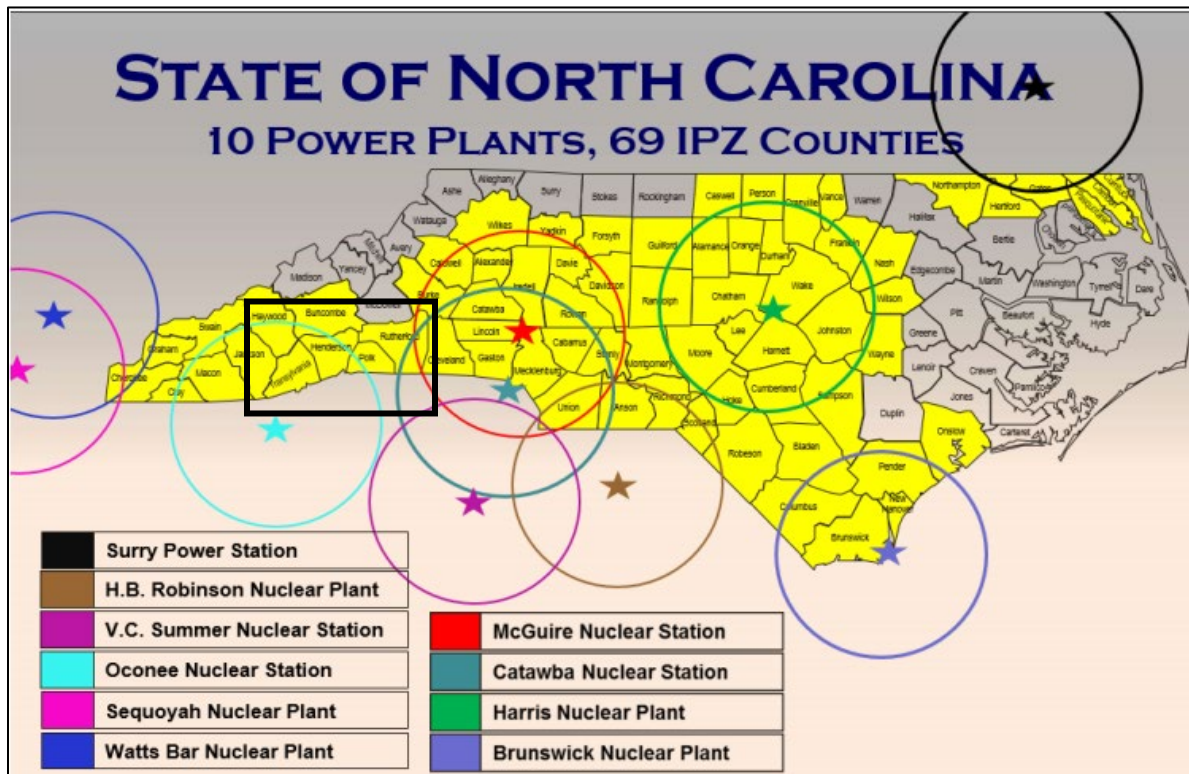 STATE OF NORTH CAROLINA
10 POWER PLANTS, 69 IPZ COUNTIES
Alleghany
Ashe
Surry
Stokes
Rockingham
Caswell
Person
Granville
Vance
Warren
Northampton
Gates
Hertford
Halifax
Watauga
Wilkes
Yadkin
Forsyth
Guilford
Alamance
Orange
Durham
Franklin
Nash
Bertie
Edgecombe
Martin
Washington
Tyrrell
Dare
Avery
Mitchell
Yancey
Madison
Caldwell
Alexander
Iredell
Davie
Davidson
Randolph
Chatham
Wake
Wilson
Pitt
Beaufort
Hyde
Burke
McDowell
Catawba
Rowan
Haywood
Buncombe
Swain
Graham
Jackson
Henderson
Rutherford
Polk
Cleveland
Lincoln
Gaston
Cabarrus
Stanly
Mecklenburg
Montgomery
Moore
Lee
Harnett
Johnston
Wayne
Greene
Lenoir
Craven
Pamlico
Cherokee
Macon
Clay
Transylvania
Union
Anson
Richmond
Scotland
Hoke
Cumberland
Sampson
Duplin
Jones
Carteret
Onslow
Robeson
Bladen
Pender
Columbus
New
Hanover
Brunswick
Surry Power Station
H.B. Robinson Nuclear Plant
V.C. Summer Nuclear Station
Oconee Nuclear Station
Sequoyah Nuclear Plant
Watts Bar Nuclear Plant
McGuire Nuclear Station
Catawba Nuclear Station
Harris Nuclear Plant
Brunswick Nuclear Plant